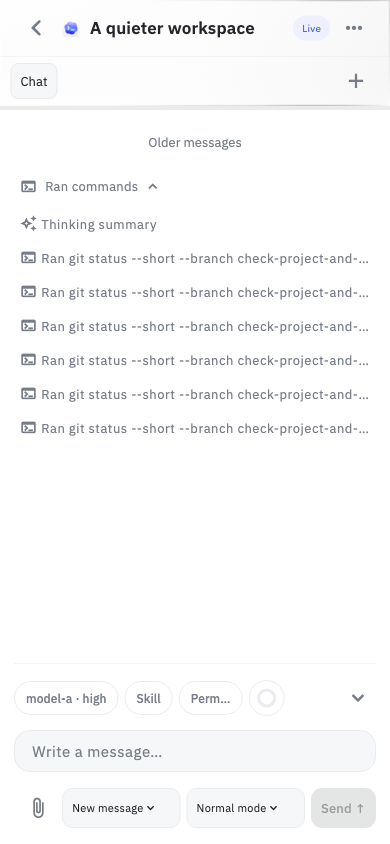 A quieter workspace
Live
Chat
Older messages
Ran commands
Thinking summary
Ran git status --short --branch check-project-and-...
Ran git status --short --branch check-project-and-...
Ran git status --short --branch check-project-and-...
Ran git status --short --branch check-project-and-...
Ran git status --short --branch check-project-and-...
Ran git status --short --branch check-project-and-...
model-a · high
Skill
Perm...
Write a message...
New message
Normal mode
Send ↑